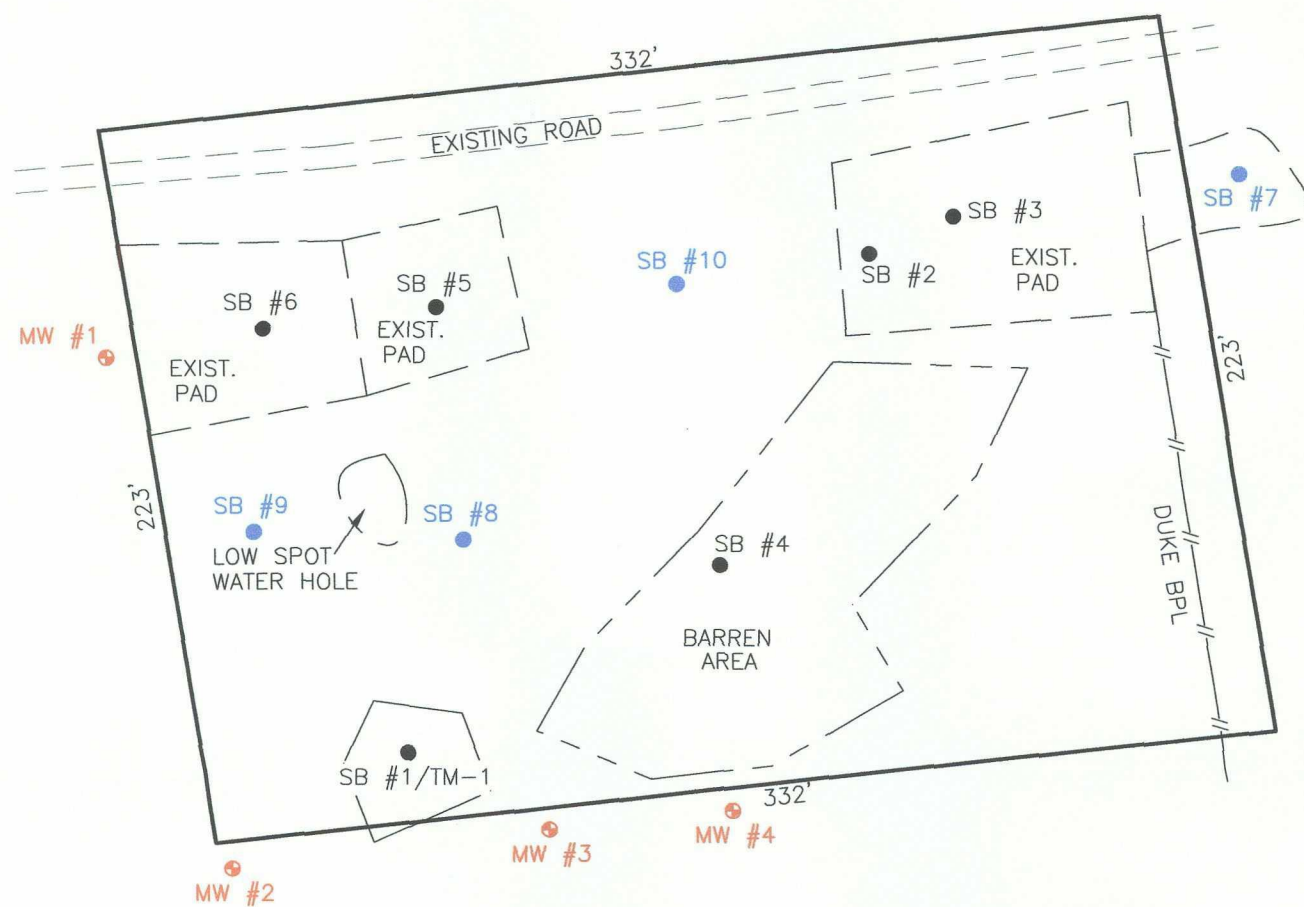 332'
EXISTING ROAD
SB #7
SB #3
SB #2
EXIST.
PAD
SB #10
SB #5
EXIST.
PAD
SB #6
EXIST.
PAD
MW #1
223'
223'
SB #9
SB #8
LOW SPOT
WATER HOLE
SB #4
BARREN
AREA
DUKE BPL
SB #1/TM-1
332'
MW #4
MW #3
MW #2